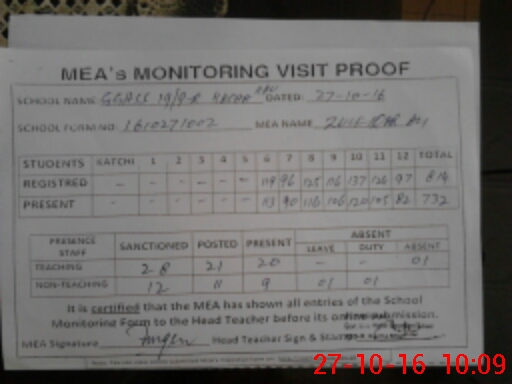 MEA's MONITORING VISIT PROOF
SCHOOL NAME DATED: 27-10-16
SCHOOL FORM NO: 1610271002 MEA NAME
STUDENTS KATCHI 1 2 3 4 5 6 7 8 9 10 11 12 TOTAL
REGISTRED - - - - - - 119 96 125 116 137 124 97 814
PRESENT - - - - - - 113 90 116 106 120 105 82 732
PRESENCE STAFF SANCTIONED POSTED PRESENT ABSENT
LEAVE DUTY ABSENT
TEACHING 28 21 20 - - 01
NON-TEACHING 12 11 9 01 01
It is certified that the MEA has shown all entries of the School
Monitoring Form to the Head Teacher before its online submission.
MEA Signature Head Teacher Sign & Stamp
27-10-16 10:09